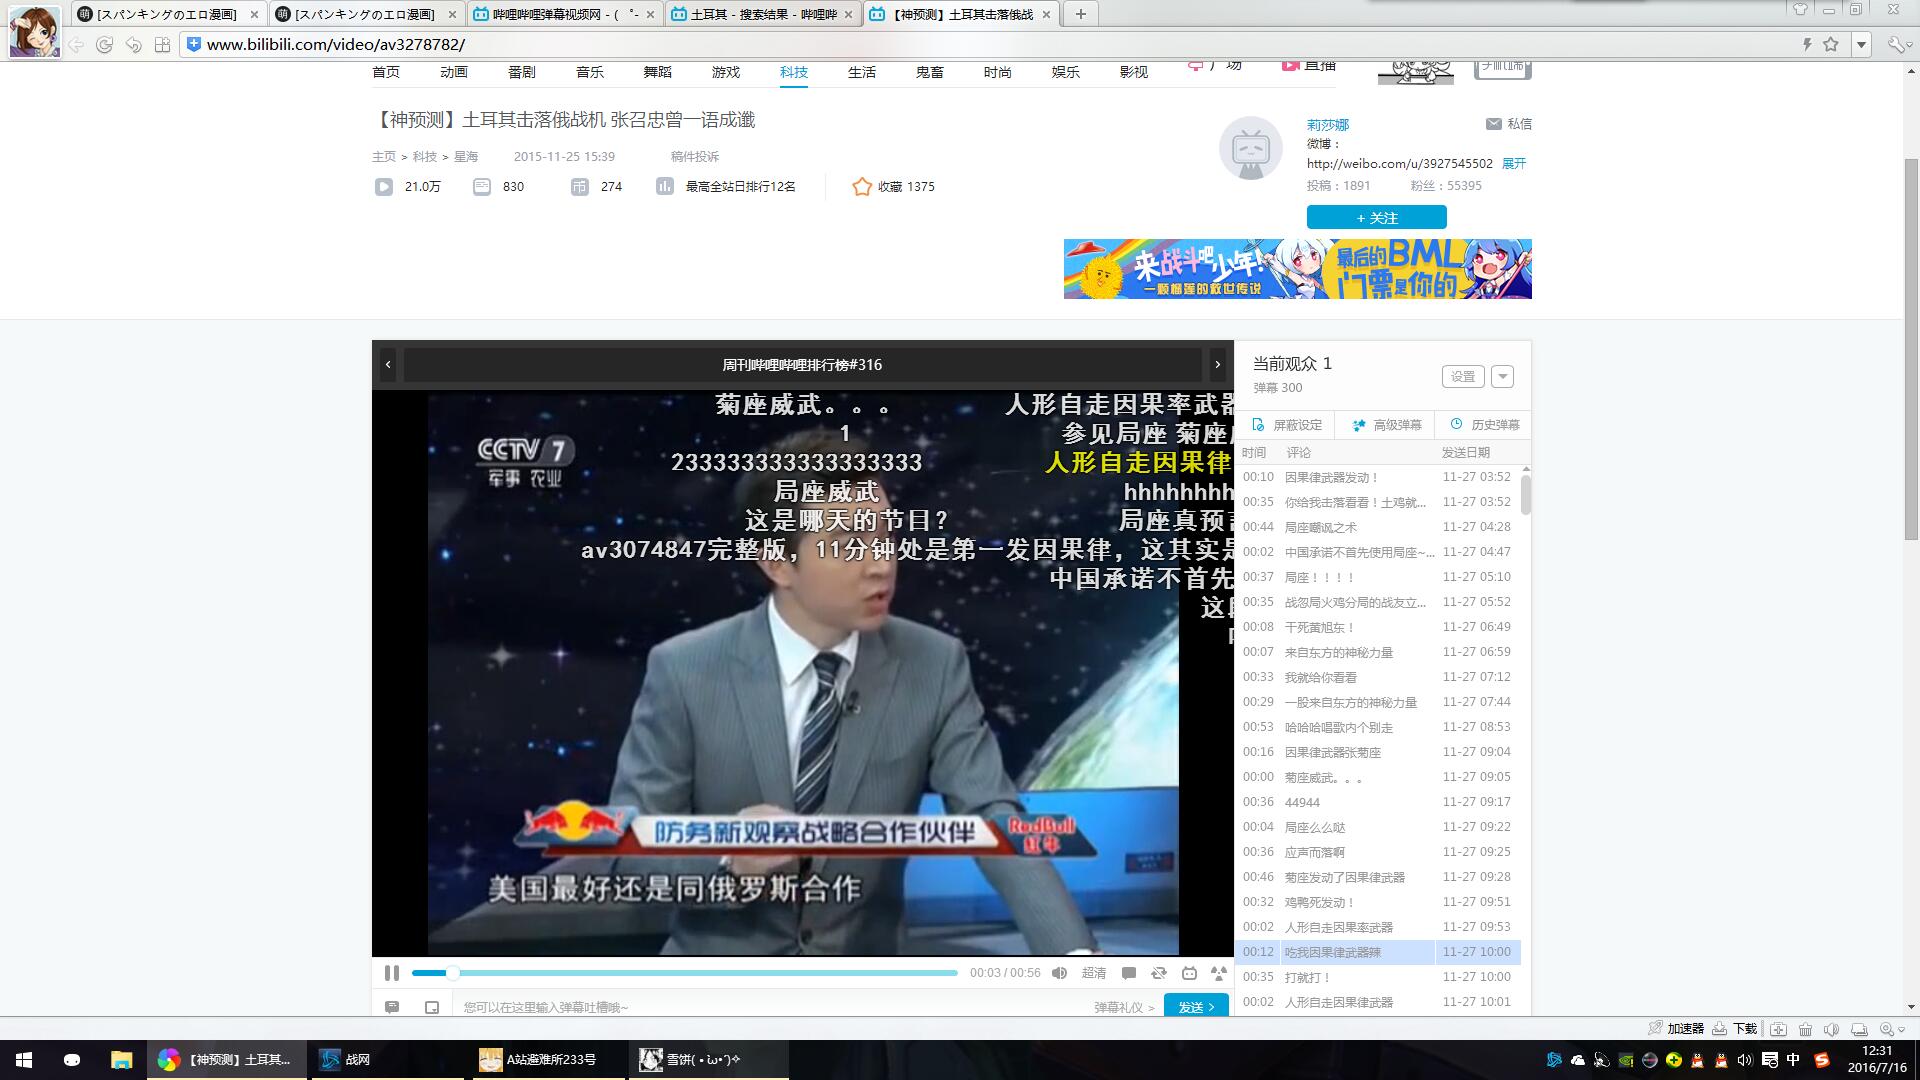 [スパンキングのエロ漫画]
[スパンキングのエロ漫画]
哔哩哔哩弹幕视频网 - ( ゜-
土耳其 - 搜索结果 - 哔哩哔
【神预测】土耳其击落俄战
www.bilibili.com/video/av3278782/
首页 动画 番剧 音乐 舞蹈 游戏 科技 生活 鬼畜 时尚 娱乐 影视 广场 直播
【神预测】土耳其击落俄战机 张召忠曾一语成谶
主页 > 科技 > 星海 2015-11-25 15:39 稿件投诉
21.0万 830 币 274 最高全站日排行12名 收藏 1375
莉莎娜 私信
微博：
http://weibo.com/u/3927545502 展开
投稿：1891 粉丝：55395
+ 关注
来战斗吧少年!
一颗榴莲的救世传说
最后的BML
门票是你的
周刊哔哩哔哩排行榜#316
菊座威武。。。 人形自走因果率武器
1 参见局座 菊座
23333333333333333 人形自走因果律
局座威武 hhhhhhhh
这是哪天的节目? 局座真预言
av3074847完整版，11分钟处是第一发因果律，这其实是
中国承诺不首先
这段
CCTV 7
军事 农业
防务新观察战略合作伙伴
RedBull
红牛
美国最好还是同俄罗斯合作
00:03 / 00:56 超清
您可以在这里输入弹幕吐槽哦~ 弹幕礼仪 > 发送 >
当前观众 1
弹幕 300
设置
屏蔽设定 高级弹幕 历史弹幕
时间 评论 发送日期
00:10 因果律武器发动！ 11-27 03:52
00:35 你给我击落看看！土鸡就... 11-27 03:52
00:44 局座嘲讽之术 11-27 04:28
00:02 中国承诺不首先使用局座~... 11-27 04:47
00:37 局座！！！！ 11-27 05:10
00:35 战忽局火鸡分局的战友立... 11-27 05:52
00:08 干死黄旭东！ 11-27 06:49
00:07 来自东方的神秘力量 11-27 06:59
00:33 我就给你看看 11-27 07:12
00:29 一股来自东方的神秘力量 11-27 07:44
00:53 哈哈哈唱歌内个别走 11-27 08:53
00:16 因果律武器张菊座 11-27 09:04
00:00 菊座威武。。。 11-27 09:05
00:36 44944 11-27 09:17
00:04 局座么么哒 11-27 09:22
00:36 应声而落啊 11-27 09:25
00:46 菊座发动了因果律武器 11-27 09:28
00:32 鸡鸭死发动！ 11-27 09:51
00:02 人形自走因果率武器 11-27 09:53
00:12 吃我因果律武器辣 11-27 10:00
00:35 打就打！ 11-27 10:00
00:02 人形自走因果律武器 11-27 10:01
加速器 下载
【神预测】土耳其...
战网
A站避难所233号
雪饼( • ̀ω•́ )✧
中
12:31
2016/7/16